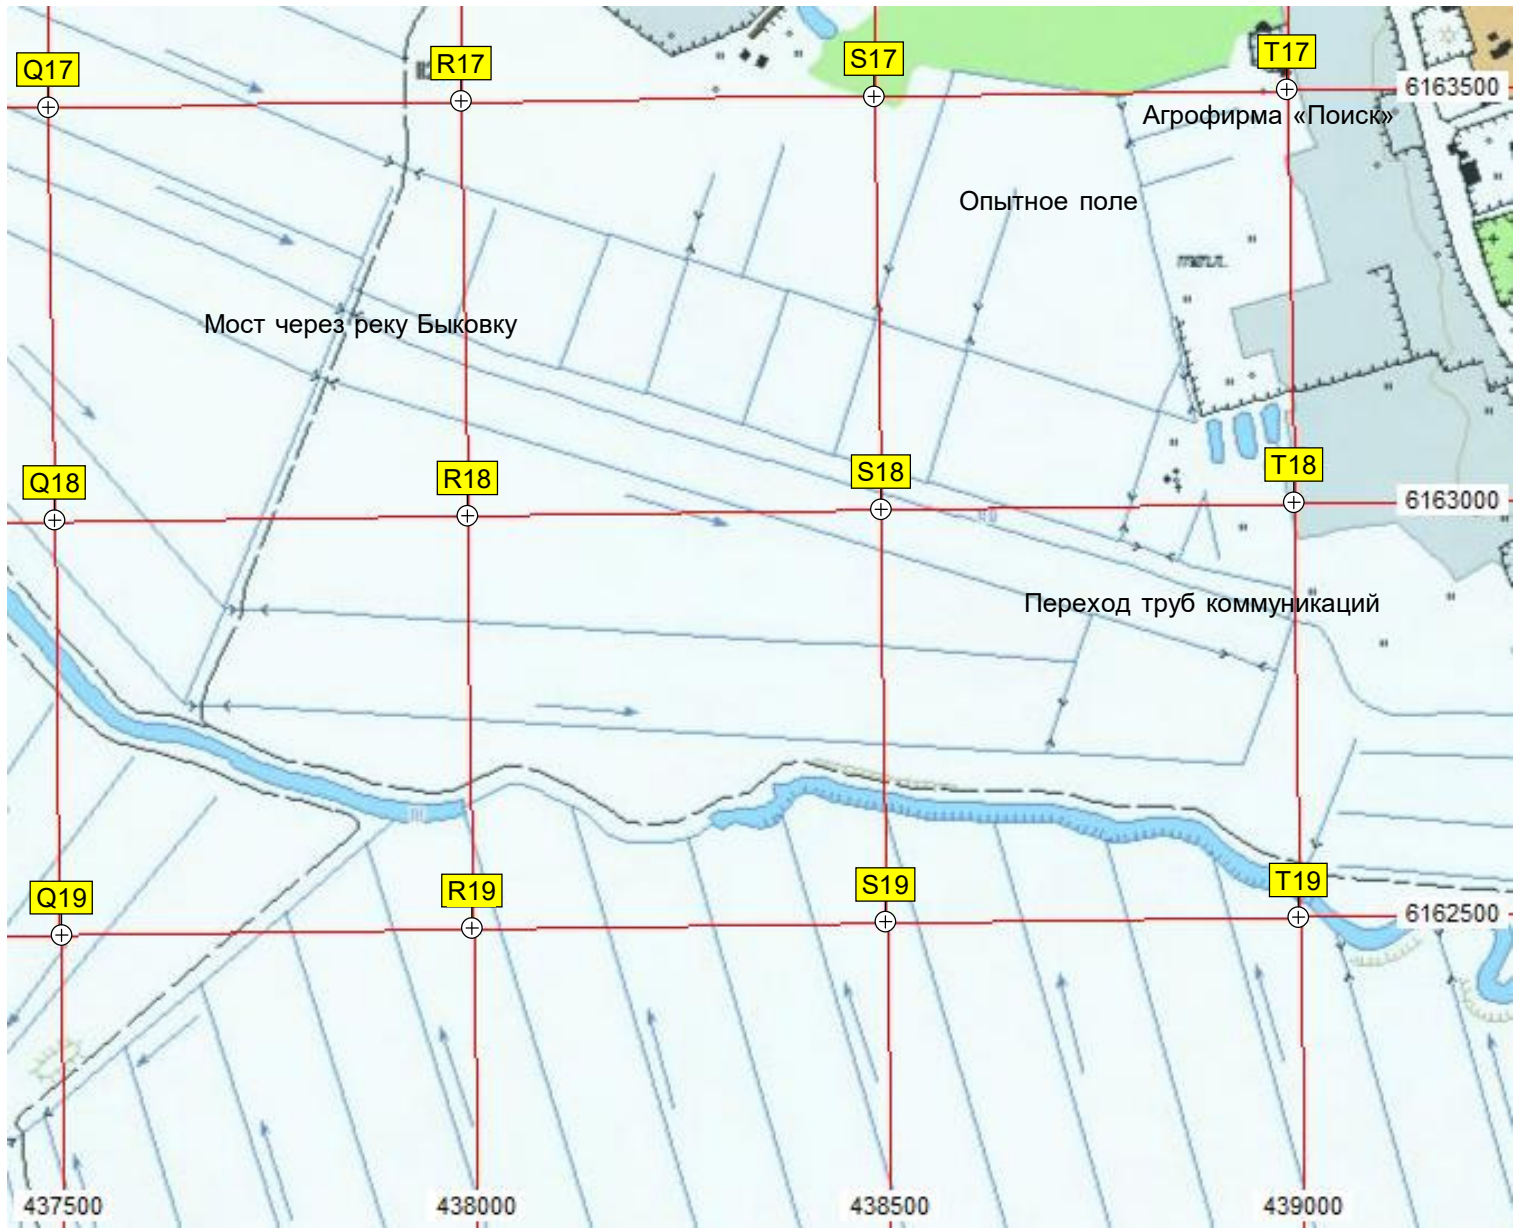 Q17
R17
S17
T17
6163500
Агрофирма «Поиск»
Опытное поле
тепл.
Мост через реку Быковку
Q18
R18
S18
T18
6163000
Переход труб коммуникаций
Q19
R19
S19
T19
6162500
437500
438000
438500
439000